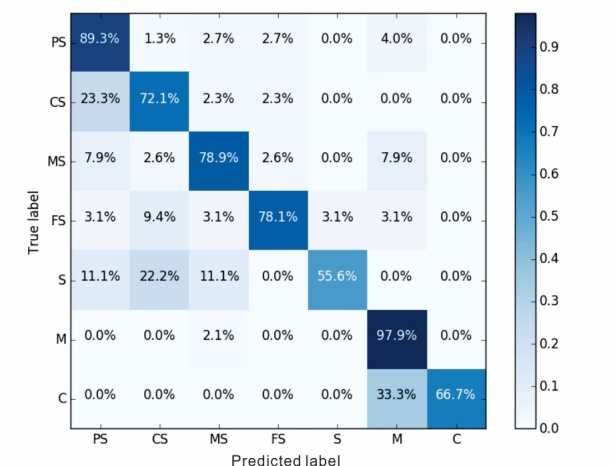 PS 89.3% 1.3% 2.7% 2.7% 0.0% 4.0% 0.0%
CS 23.3% 72.1% 2.3% 2.3% 0.0% 0.0% 0.0%
MS 7.9% 2.6% 78.9% 2.6% 0.0% 7.9% 0.0%
FS 3.1% 9.4% 3.1% 78.1% 3.1% 3.1% 0.0%
S 11.1% 22.2% 11.1% 0.0% 55.6% 0.0% 0.0%
M 0.0% 0.0% 2.1% 0.0% 0.0% 97.9% 0.0%
C 0.0% 0.0% 0.0% 0.0% 0.0% 33.3% 66.7%
PS CS MS FS S M C
True label
Predicted label
0.9
0.8
0.7
0.6
0.5
0.4
0.3
0.2
0.1
0.0